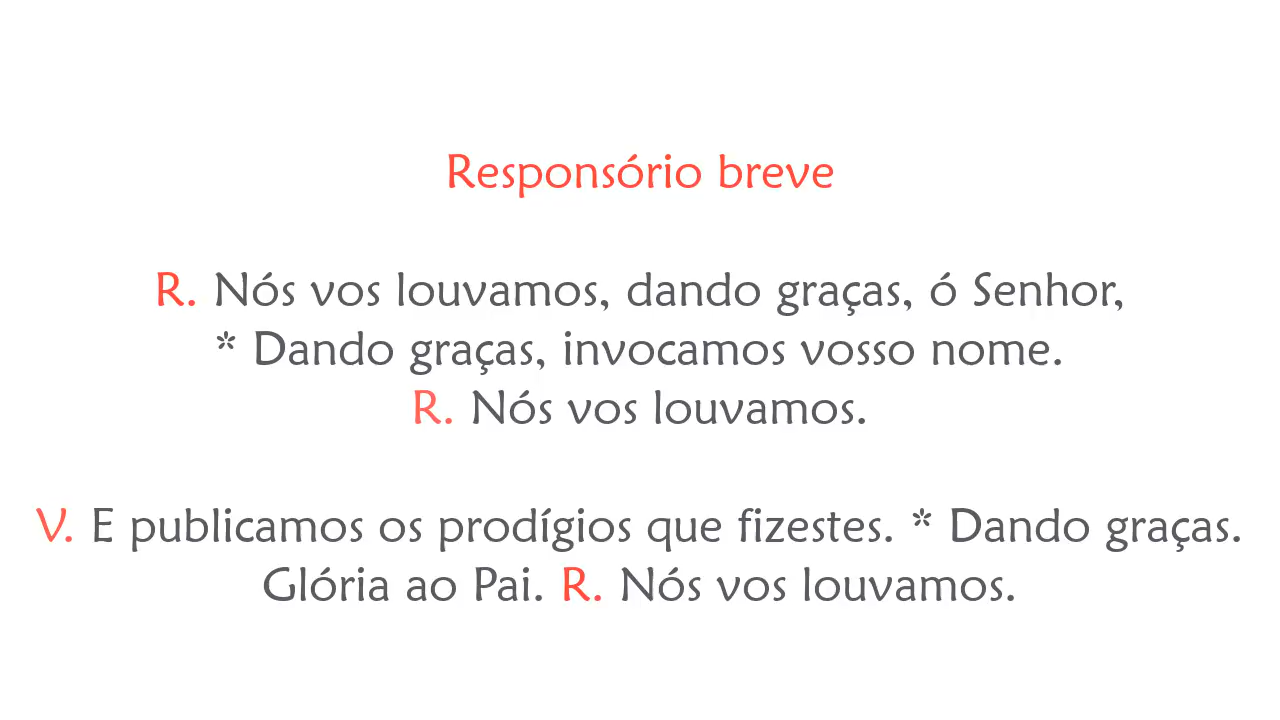 Responsório breve
R. Nós vos louvamos, dando graças, ó Senhor,
* Dando graças, invocamos vosso nome.
R. Nós vos louvamos.
V. E publicamos os prodígios que fizestes. * Dando graças.
Glória ao Pai. R. Nós vos louvamos.